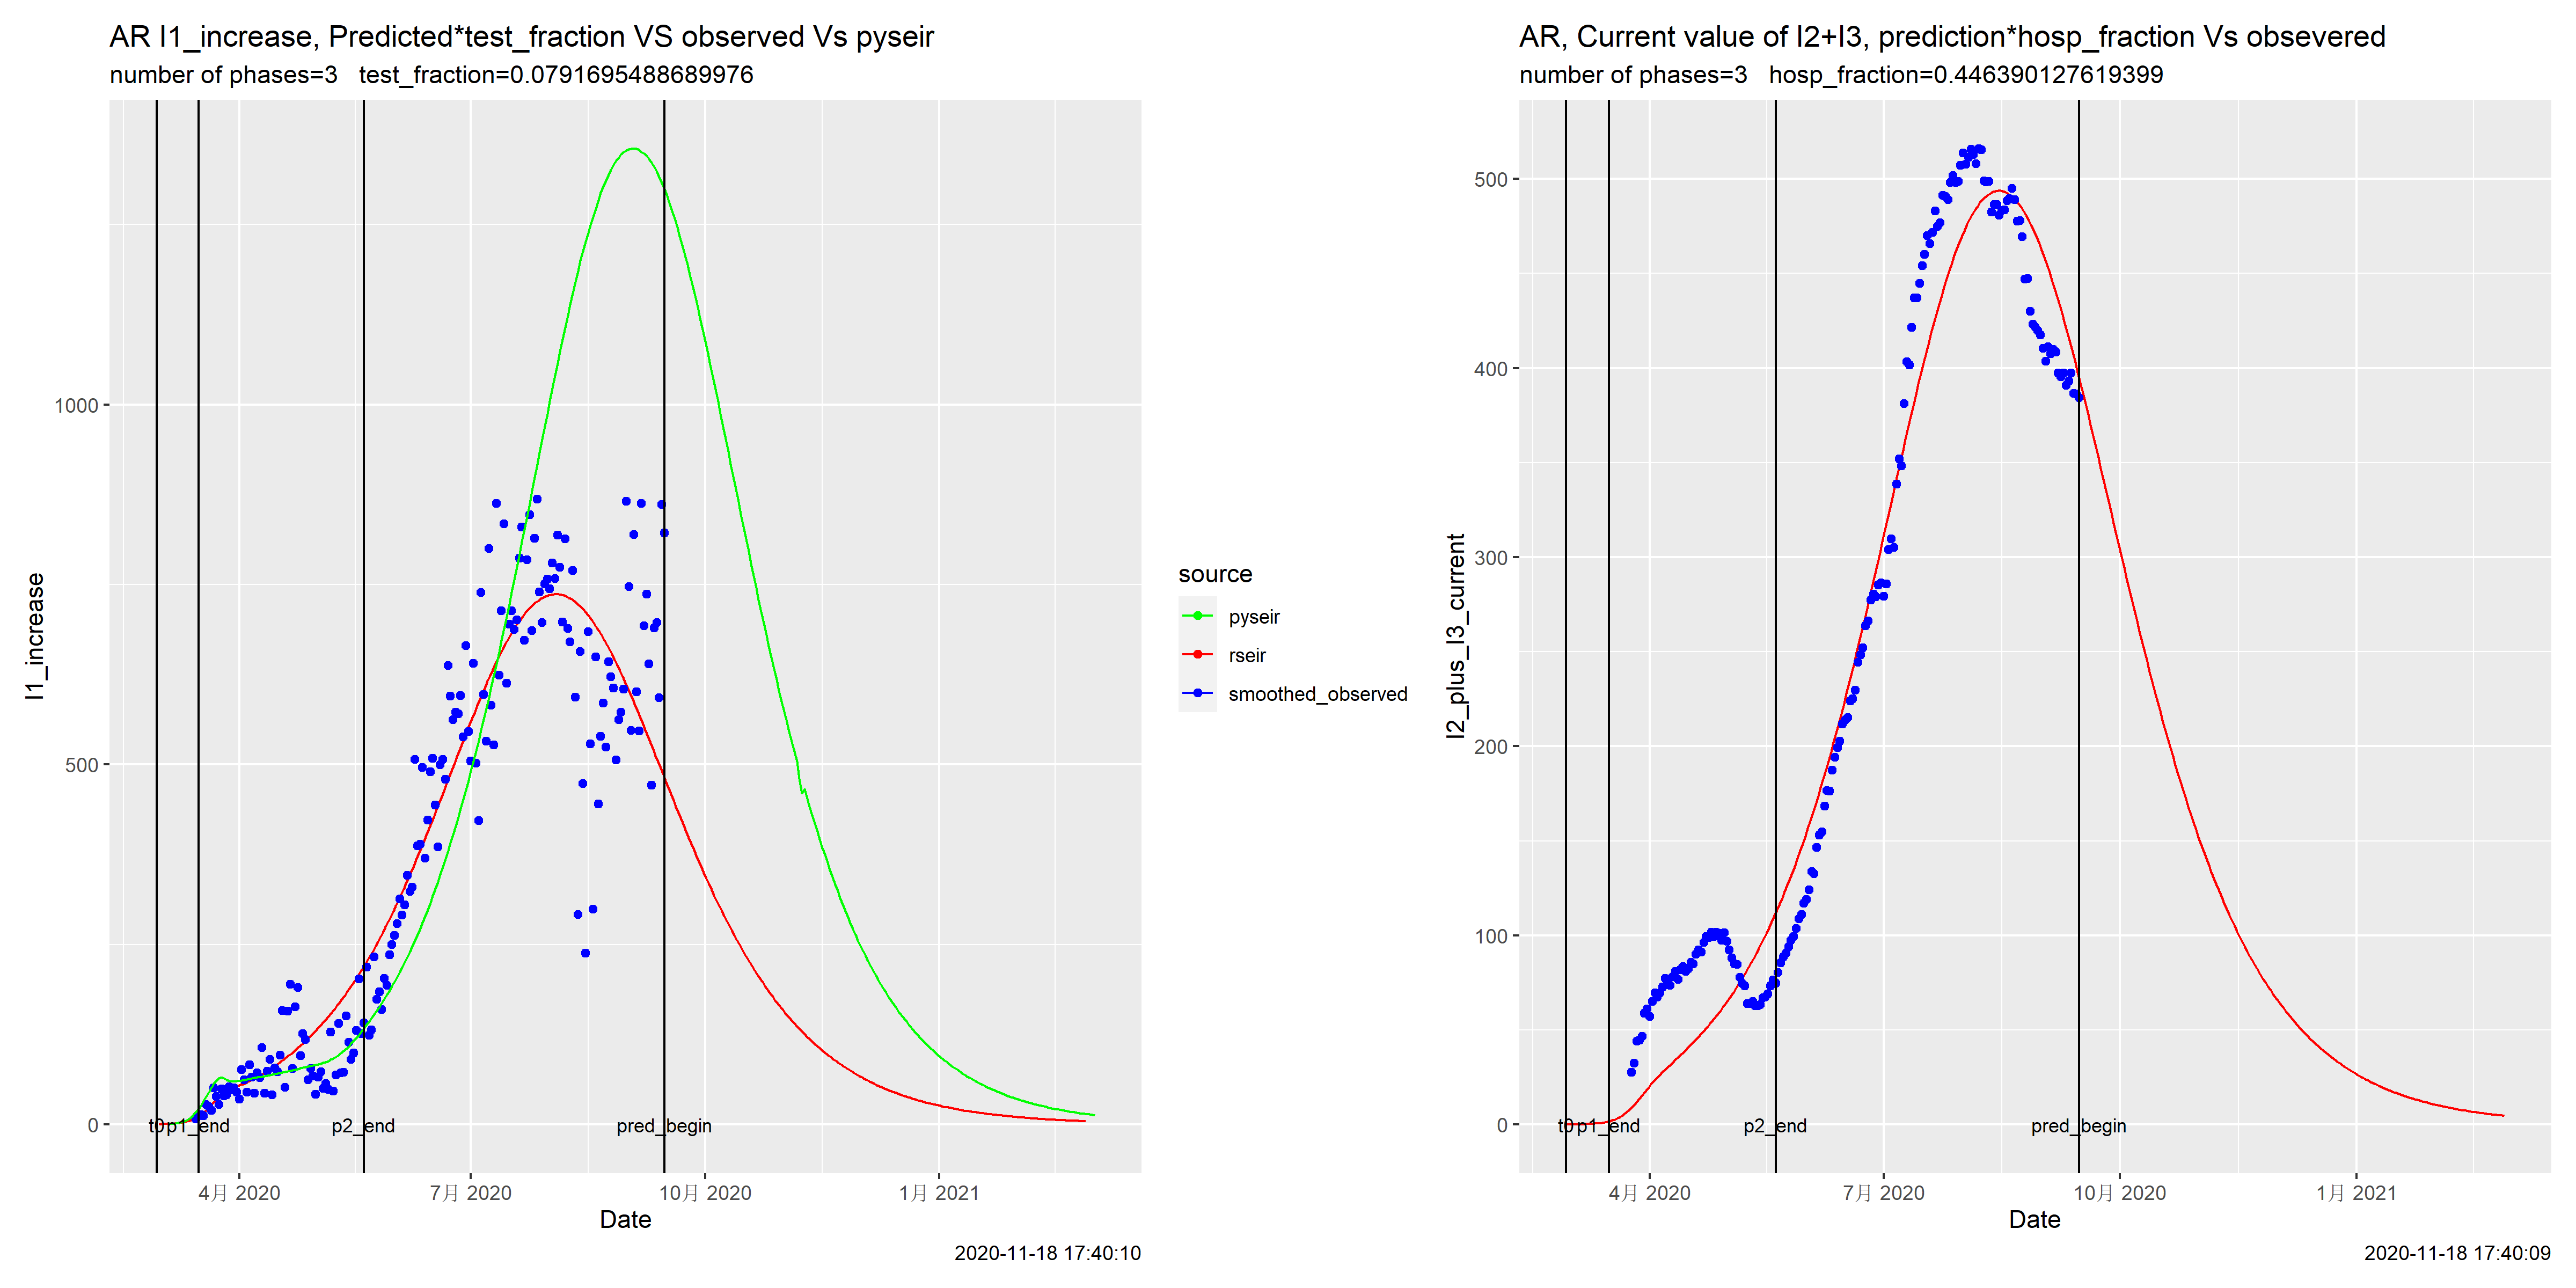 AR I1_increase, Predicted*test_fraction VS observed Vs pyseir
number of phases=3   test_fraction=0.0791695488689976
I1_increase
1000
500
0
t0
p1_end
p2_end
pred_begin
4月 2020
7月 2020
10月 2020
1月 2021
Date
2020-11-18 17:40:10
source
pyseir
rseir
smoothed_observed
AR, Current value of I2+I3, prediction*hosp_fraction Vs obsevered
number of phases=3   hosp_fraction=0.446390127619399
I2_plus_I3_current
500
400
300
200
100
0
t0
p1_end
p2_end
pred_begin
4月 2020
7月 2020
10月 2020
1月 2021
Date
2020-11-18 17:40:09